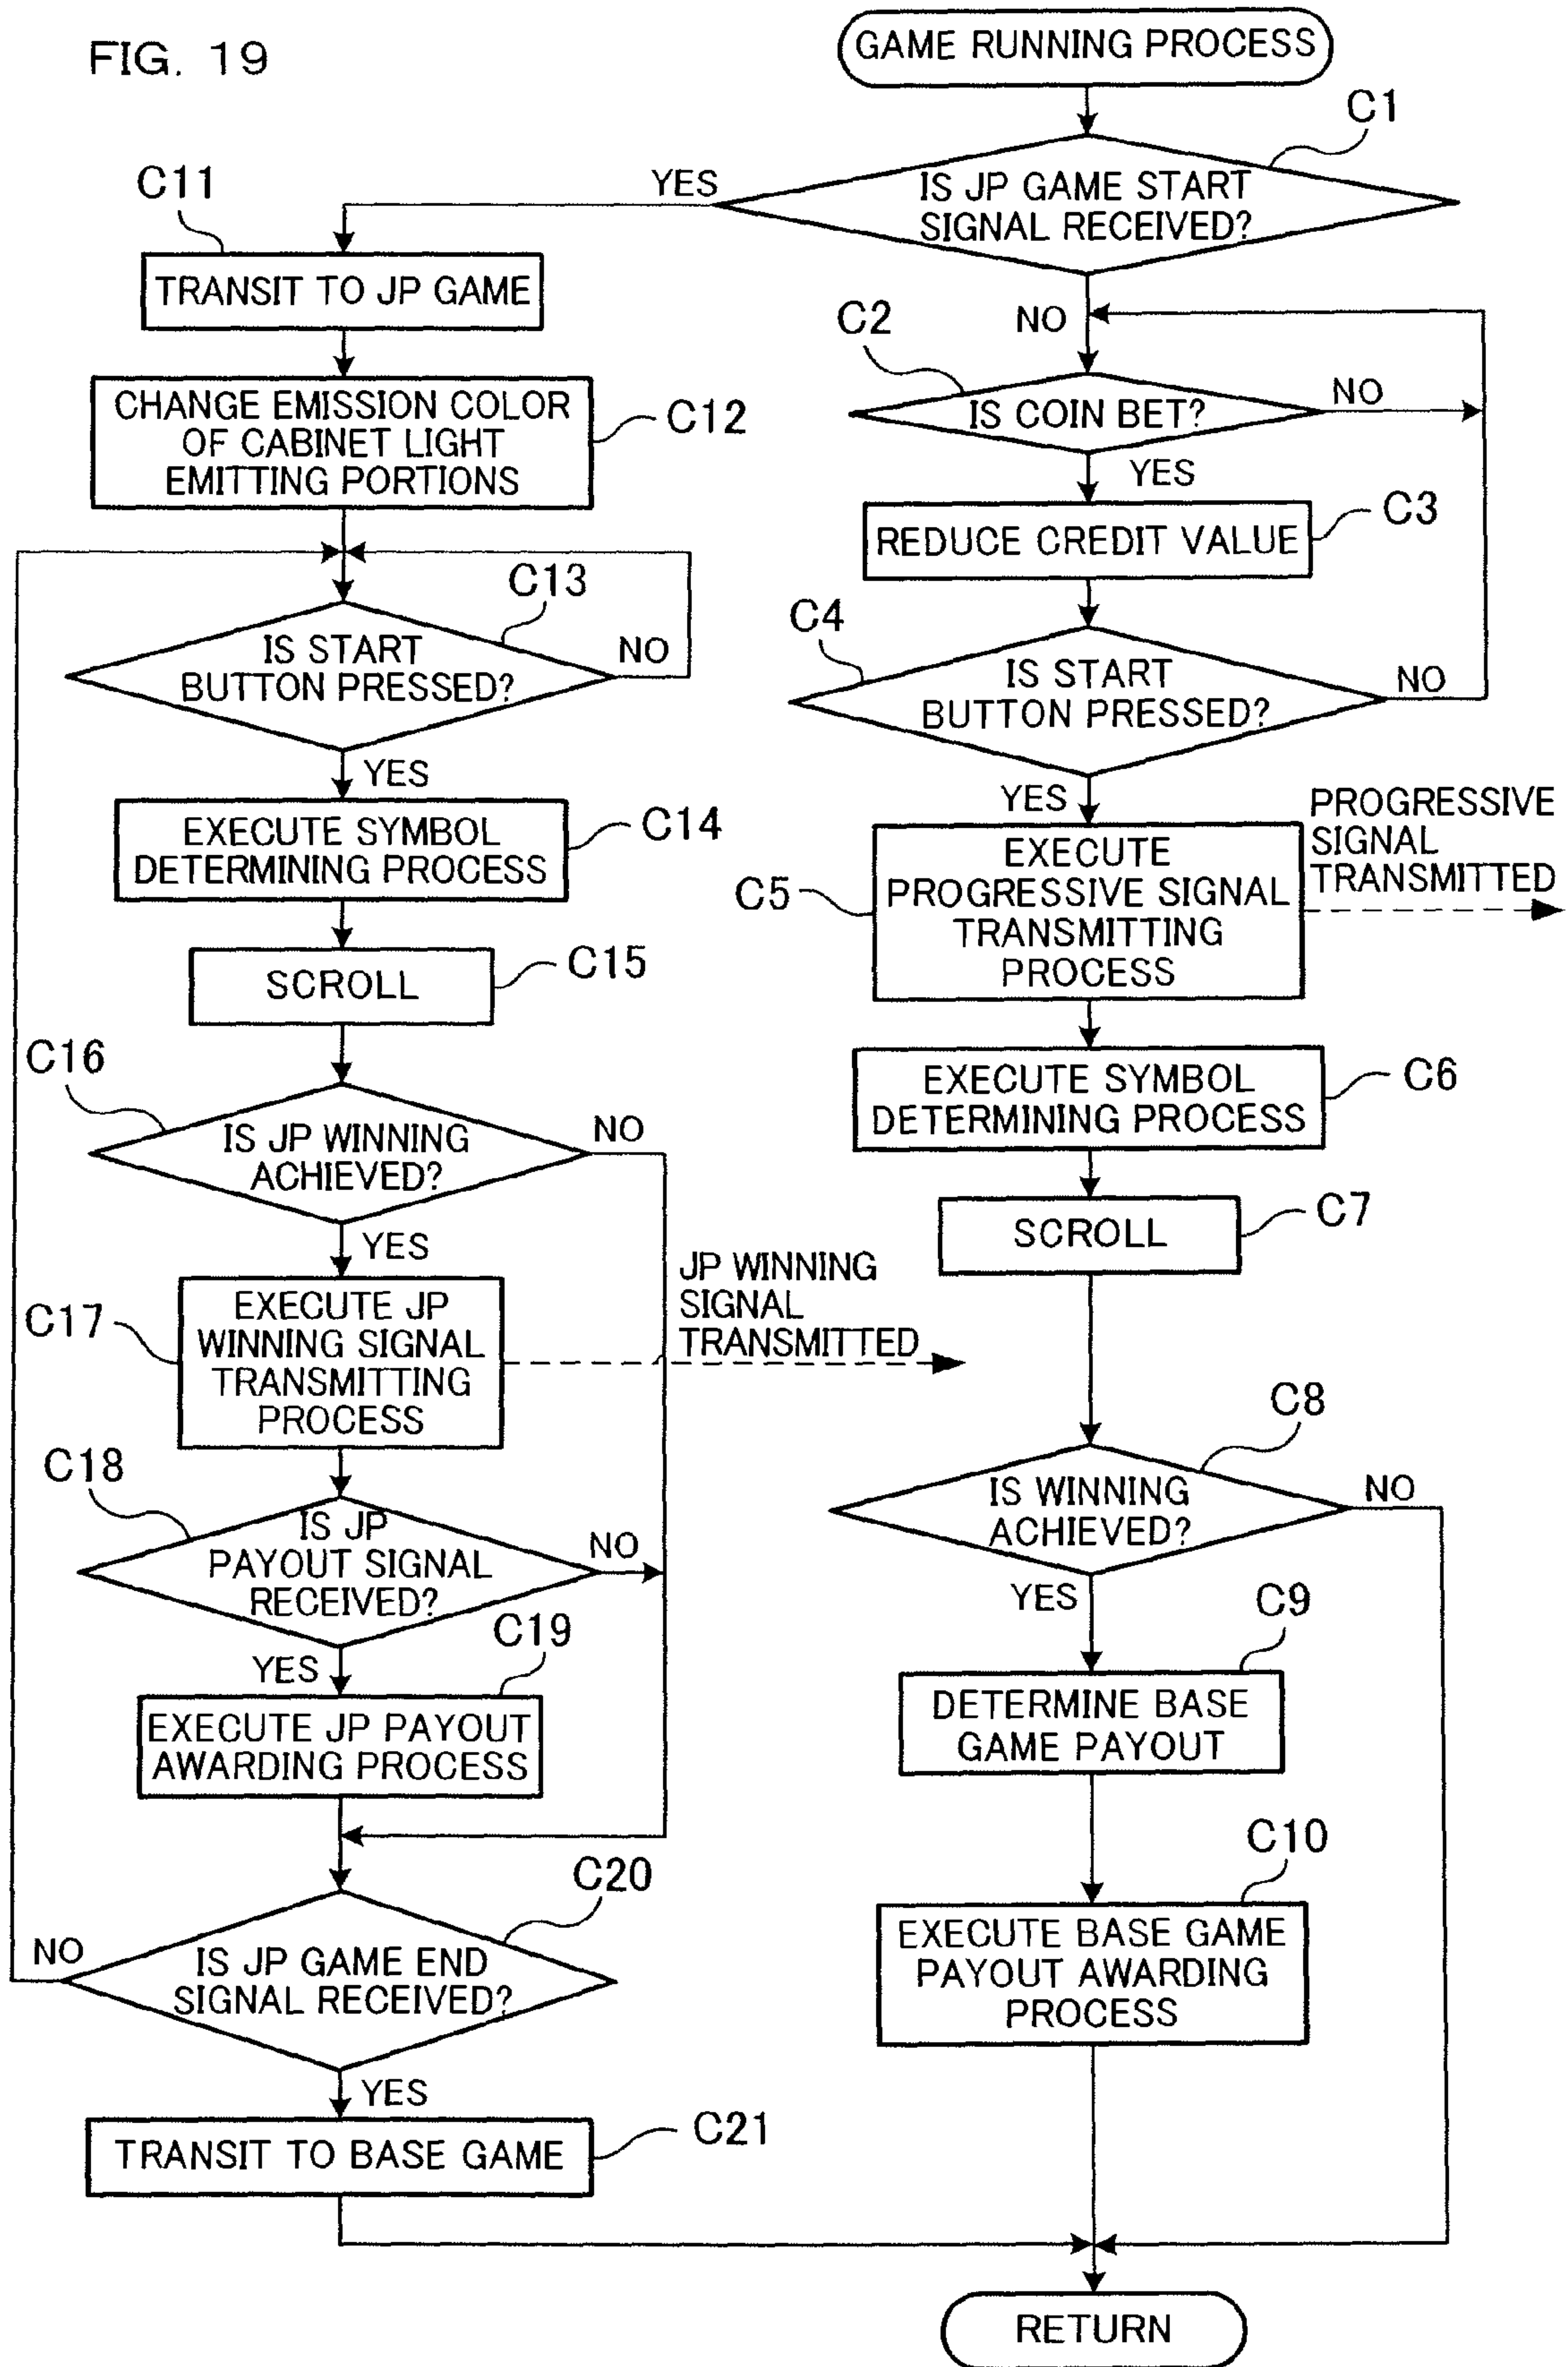 FIG. 19
GAME RUNNING PROCESS
C1
IS JP GAME START
SIGNAL RECEIVED?
YES
NO
C11
TRANSIT TO JP GAME
C12
CHANGE EMISSION COLOR
OF CABINET LIGHT
EMITTING PORTIONS
C13
IS START
BUTTON PRESSED?
NO
YES
C14
EXECUTE SYMBOL
DETERMINING PROCESS
C15
SCROLL
C16
IS JP WINNING
ACHIEVED?
NO
YES
C17
EXECUTE JP
WINNING SIGNAL
TRANSMITTING
PROCESS
JP WINNING
SIGNAL
TRANSMITTED
C18
IS JP
PAYOUT SIGNAL
RECEIVED?
NO
YES
C19
EXECUTE JP PAYOUT
AWARDING PROCESS
C20
IS JP GAME END
SIGNAL RECEIVED?
NO
YES
C21
TRANSIT TO BASE GAME
C2
IS COIN BET?
NO
YES
C3
REDUCE CREDIT VALUE
C4
IS START
BUTTON PRESSED?
NO
YES
C5
EXECUTE
PROGRESSIVE SIGNAL
TRANSMITTING
PROCESS
PROGRESSIVE
SIGNAL
TRANSMITTED
C6
EXECUTE SYMBOL
DETERMINING PROCESS
C7
SCROLL
C8
IS WINNING
ACHIEVED?
NO
YES
C9
DETERMINE BASE
GAME PAYOUT
C10
EXECUTE BASE GAME
PAYOUT AWARDING
PROCESS
RETURN